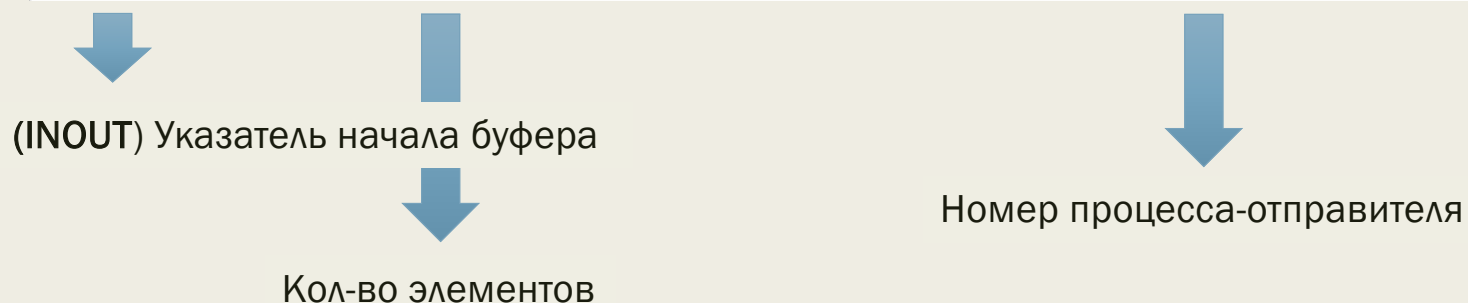 (INOUT) Указатель начала буфера
Номер процесса-отправителя
Кол-во элементов